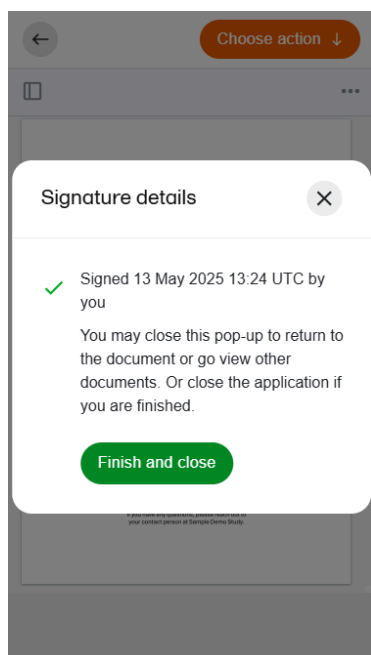 Choose action ↓
Signature details
Signed 13 May 2025 13:24 UTC by
you
You may close this pop-up to return to
the document or go view other
documents. Or close the application if
you are finished.
Finish and close
If you have any questions, please reach out to
your contact person at Sample Demo Study.